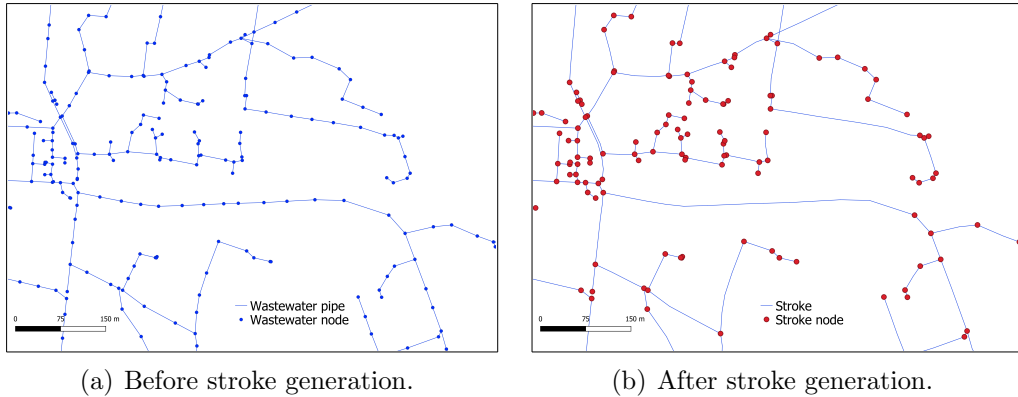 Wastewater pipe
Wastewater node
0 75 150 m
(a) Before stroke generation.
Stroke
Stroke node
0 75 150 m
(b) After stroke generation.